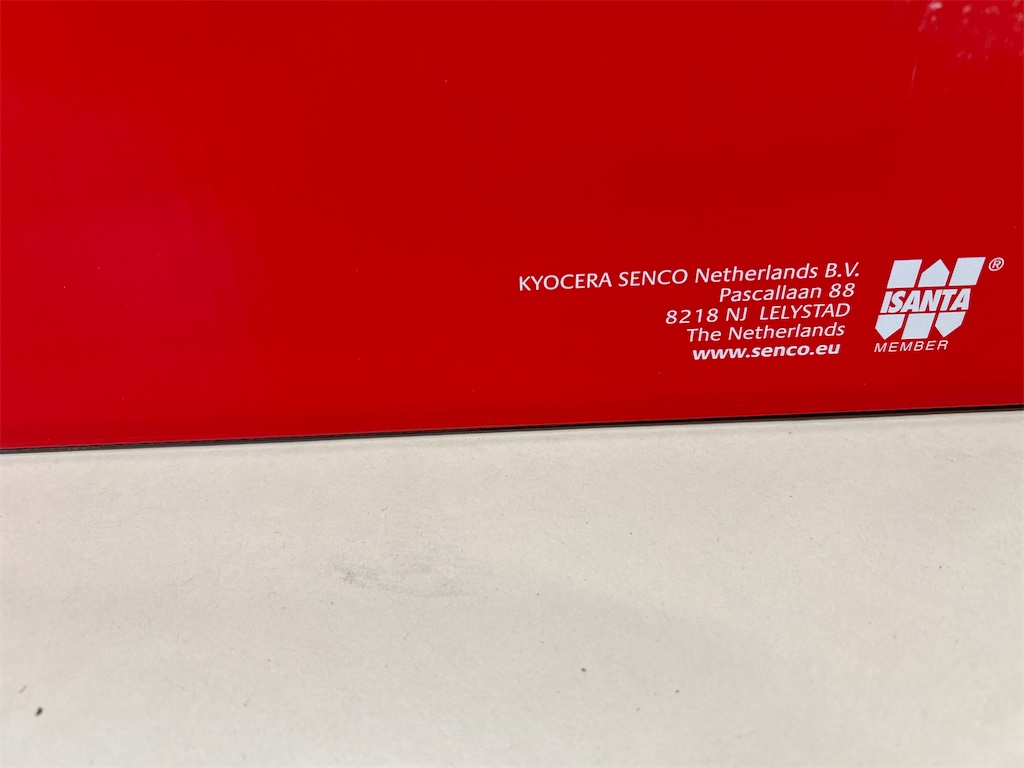 KYOCERA SENCO Netherlands B.V.
Pascallaan 88
8218 NJ LELYSTAD
The Netherlands
www.senco.eu
ISANTA®
MEMBER